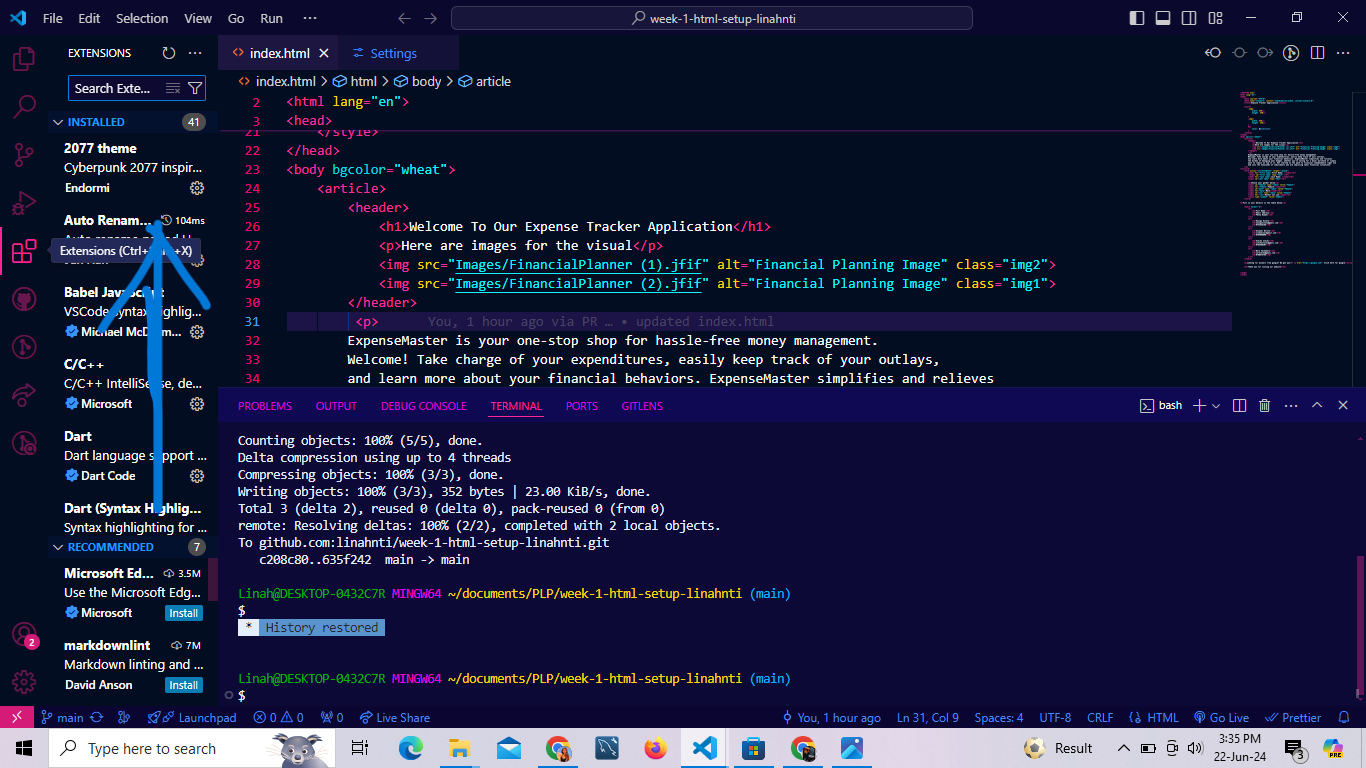 File Edit Selection View Go Run ··· week-1-html-setup-linahnti
EXTENSIONS
Search Exte...
INSTALLED 41
2077 theme
Cyberpunk 2077 inspir...
Endormi
Auto Renam... 104ms
Extensions (Ctrl+ +X)
Babel JavaScript
VSCode syntax highlig...
Michael McDerm...
C/C++
C/C++ IntelliSense, de...
Microsoft
Dart
Dart language support ...
Dart Code
Dart (Syntax Highlig...
Syntax highlighting for ...
RECOMMENDED 7
Microsoft Ed... 3.5M
Use the Microsoft Edg...
Microsoft Install
markdownlint 7M
Markdown linting and ...
David Anson Install
2
index.html Settings
index.html > html > body > article
2 <html lang="en">
3 <head>
21 </style>
22 </head>
23 <body bgcolor="wheat">
24 <article>
25 <header>
26 <h1>Welcome To Our Expense Tracker Application</h1>
27 <p>Here are images for the visual</p>
28 <img src="Images/FinancialPlanner (1).jfif" alt="Financial Planning Image" class="img2">
29 <img src="Images/FinancialPlanner (2).jfif" alt="Financial Planning Image" class="img1">
30 </header>
31 <p> You, 1 hour ago via PR … • updated index.html
32 ExpenseMaster is your one-stop shop for hassle-free money management.
33 Welcome! Take charge of your expenditures, easily keep track of your outlays,
34 and learn more about your financial behaviors. ExpenseMaster simplifies and relieves
PROBLEMS OUTPUT DEBUG CONSOLE TERMINAL PORTS GITLENS bash
Counting objects: 100% (5/5), done.
Delta compression using up to 4 threads
Compressing objects: 100% (3/3), done.
Writing objects: 100% (3/3), 352 bytes | 23.00 KiB/s, done.
Total 3 (delta 2), reused 0 (delta 0), pack-reused 0 (from 0)
remote: Resolving deltas: 100% (2/2), completed with 2 local objects.
To github.com:linahnti/week-1-html-setup-linahnti.git
c208c80..635f242 main -> main
Linah@DESKTOP-0432C7R MINGW64 ~/documents/PLP/week-1-html-setup-linahnti (main)
$
* History restored
Linah@DESKTOP-0432C7R MINGW64 ~/documents/PLP/week-1-html-setup-linahnti (main)
$
main Launchpad 0 0 0 Live Share You, 1 hour ago Ln 31, Col 9 Spaces: 4 UTF-8 CRLF {} HTML Go Live Prettier
Type here to search Result 3:35 PM
22-Jun-24 3 PRE